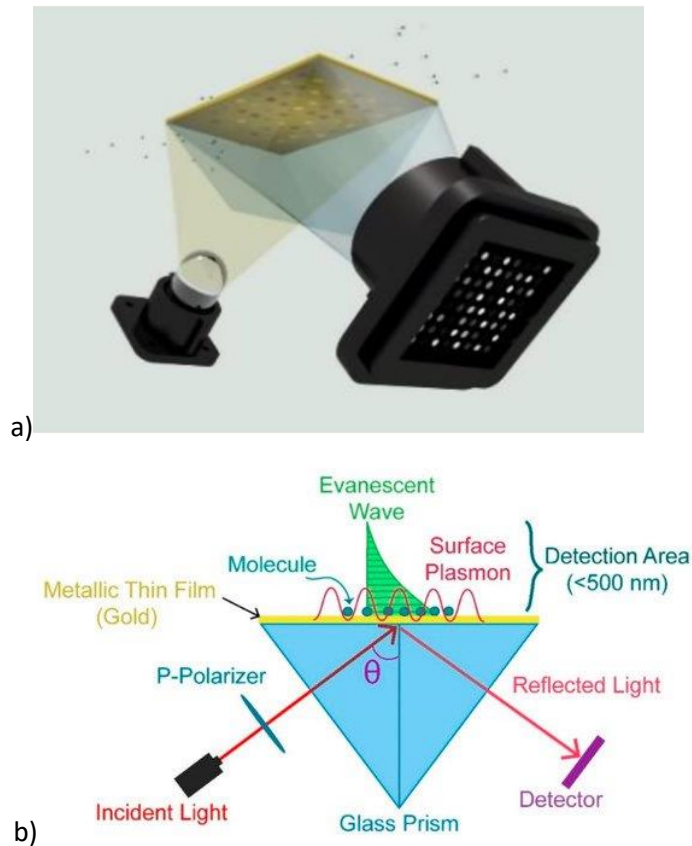 a)
Evanescent
Wave
Molecule
Surface
Plasmon
Detection Area
(<500 nm)
Metallic Thin Film
(Gold)
θ
P-Polarizer
Reflected Light
Incident Light
Glass Prism
Detector
b)